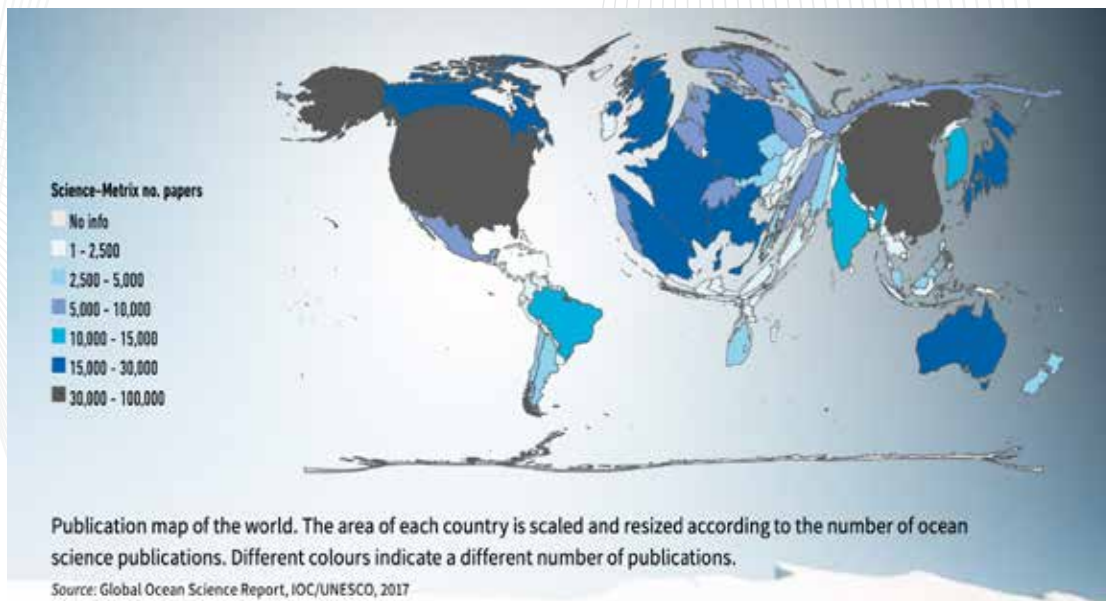 Science-Metrix no. papers
No info
1 - 2,500
2,500 - 5,000
5,000 - 10,000
10,000 - 15,000
15,000 - 30,000
30,000 - 100,000
Publication map of the world. The area of each country is scaled and resized according to the number of ocean
science publications. Different colours indicate a different number of publications.
Source: Global Ocean Science Report, IOC/UNESCO, 2017